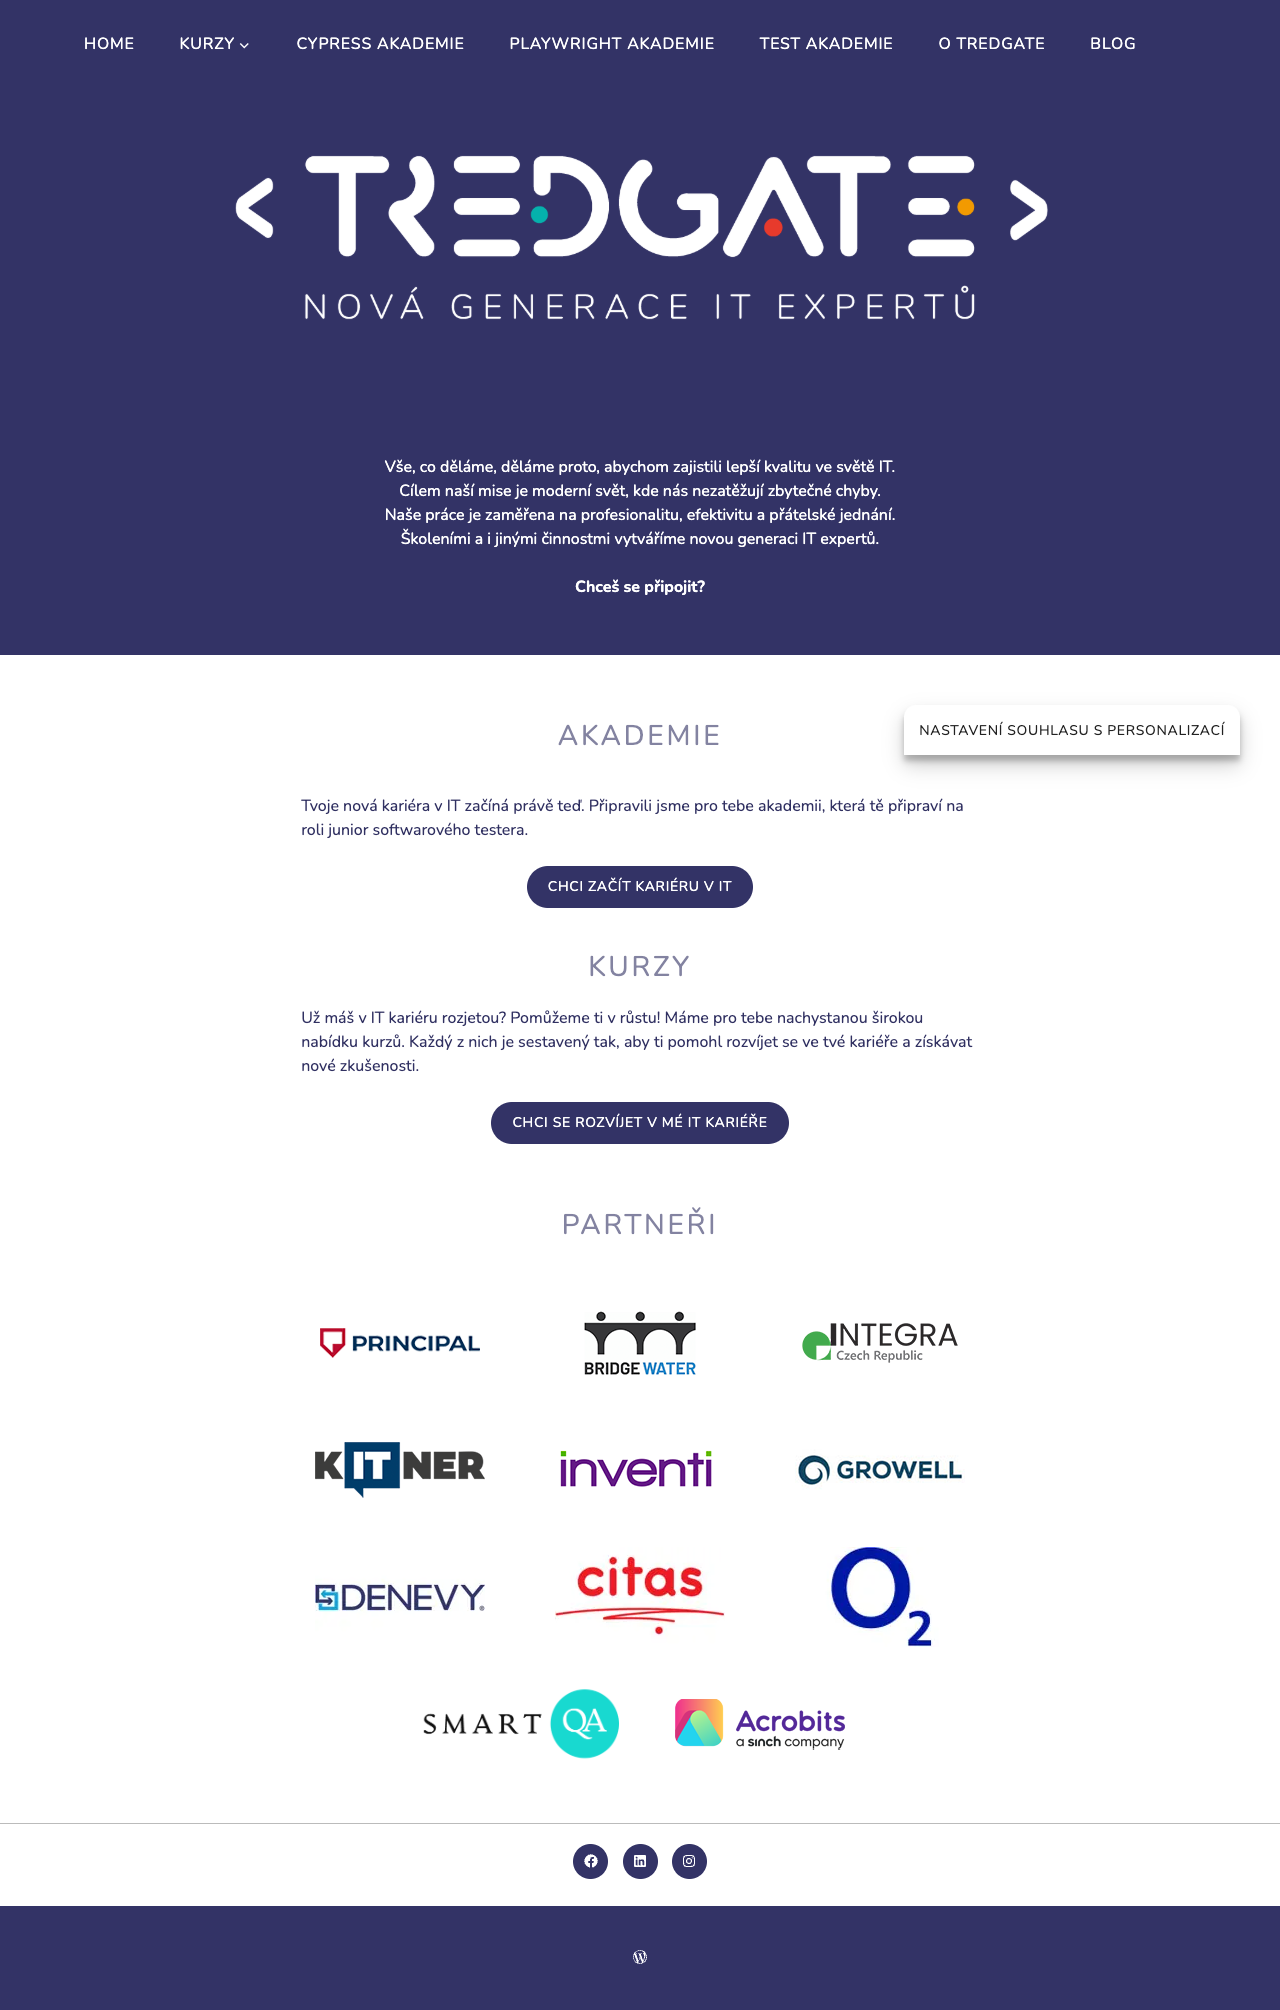 HOME KURZY CYPRESS AKADEMIE PLAYWRIGHT AKADEMIE TEST AKADEMIE O TREDGATE BLOG
< TREDGATE >
NOVÁ GENERACE IT EXPERTŮ
Vše, co děláme, děláme proto, abychom zajistili lepší kvalitu ve světě IT.
Cílem naší mise je moderní svět, kde nás nezatěžují zbytečné chyby.
Naše práce je zaměřena na profesionalitu, efektivitu a přátelské jednání.
Školeními a i jinými činnostmi vytváříme novou generaci IT expertů.
Chceš se připojit?
AKADEMIE
NASTAVENÍ SOUHLASU S PERSONALIZACÍ
Tvoje nová kariéra v IT začíná právě teď. Připravili jsme pro tebe akademii, která tě připraví na
roli junior softwarového testera.
CHCI ZAČÍT KARIÉRU V IT
KURZY
Už máš v IT kariéru rozjetou? Pomůžeme ti v růstu! Máme pro tebe nachystanou širokou
nabídku kurzů. Každý z nich je sestavený tak, aby ti pomohl rozvíjet se ve tvé kariéře a získávat
nové zkušenosti.
CHCI SE ROZVÍJET V MÉ IT KARIÉŘE
PARTNEŘI
PRINCIPAL
BRIDGE WATER
INTEGRA
Czech Republic
KITNER
inventi
GROWELL
DENEVY
citas
O2
SMART QA
Acrobits
a sinch company